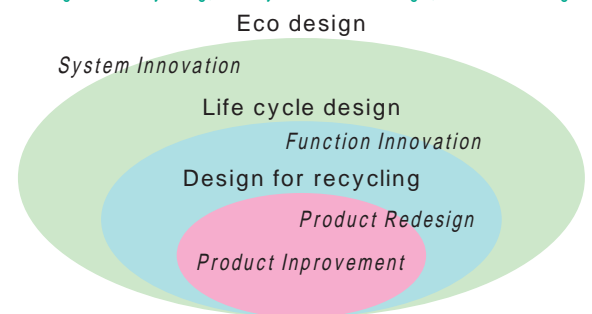 Eco design
System Innovation
Life cycle design
Function Innovation
Design for recycling
Product Redesign
Product Inprovement